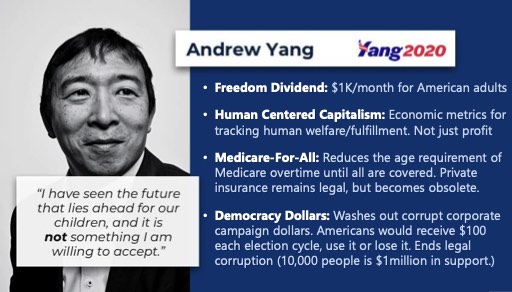 Andrew Yang
Yang2020
• Freedom Dividend: $1K/month for American adults
• Human Centered Capitalism: Economic metrics for
tracking human welfare/fulfillment. Not just profit
• Medicare-For-All: Reduces the age requirement of
Medicare overtime until all are covered. Private
insurance remains legal, but becomes obsolete.
• Democracy Dollars: Washes out corrupt corporate
campaign dollars. Americans would receive $100
each election cycle, use it or lose it. Ends legal
corruption (10,000 people is $1million in support.)
“I have seen the future
that lies ahead for our
children, and it is
not something I am
willing to accept.”